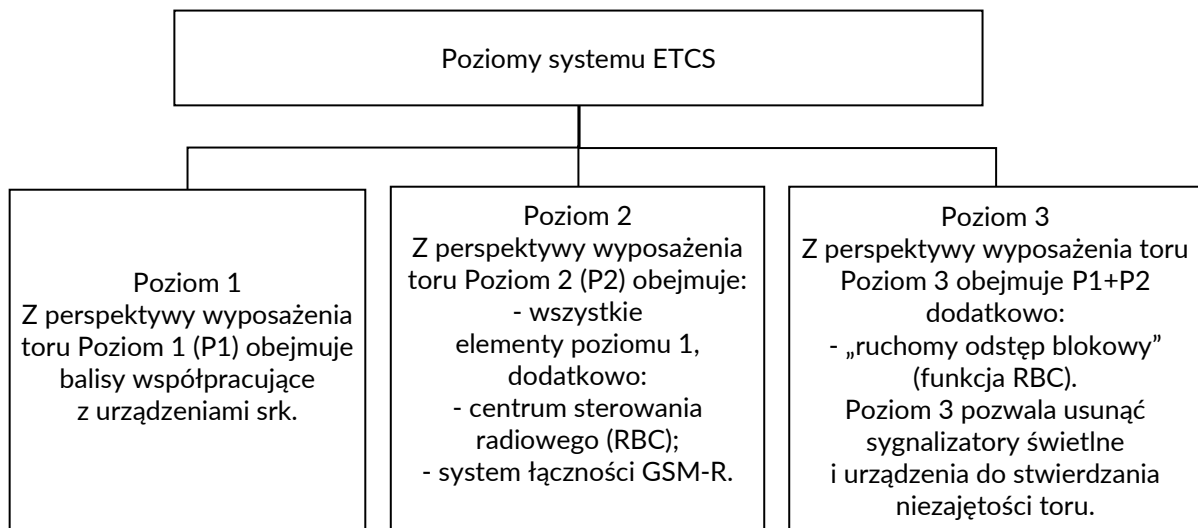 Poziomy systemu ETCS
Poziom 1
Z perspektywy wyposażenia
toru Poziom 1 (P1) obejmuje
balisy współpracujące
z urządzeniami srk.
Poziom 2
Z perspektywy wyposażenia
toru Poziom 2 (P2) obejmuje:
- wszystkie
elementy poziomu 1,
dodatkowo:
- centrum sterowania
radiowego (RBC);
- system łączności GSM-R.
Poziom 3
Z perspektywy wyposażenia toru
Poziom 3 obejmuje P1+P2
dodatkowo:
- „ruchomy odstęp blokowy”
(funkcja RBC).
Poziom 3 pozwala usunąć
sygnalizatory świetlne
i urządzenia do stwierdzania
niezajętości toru.